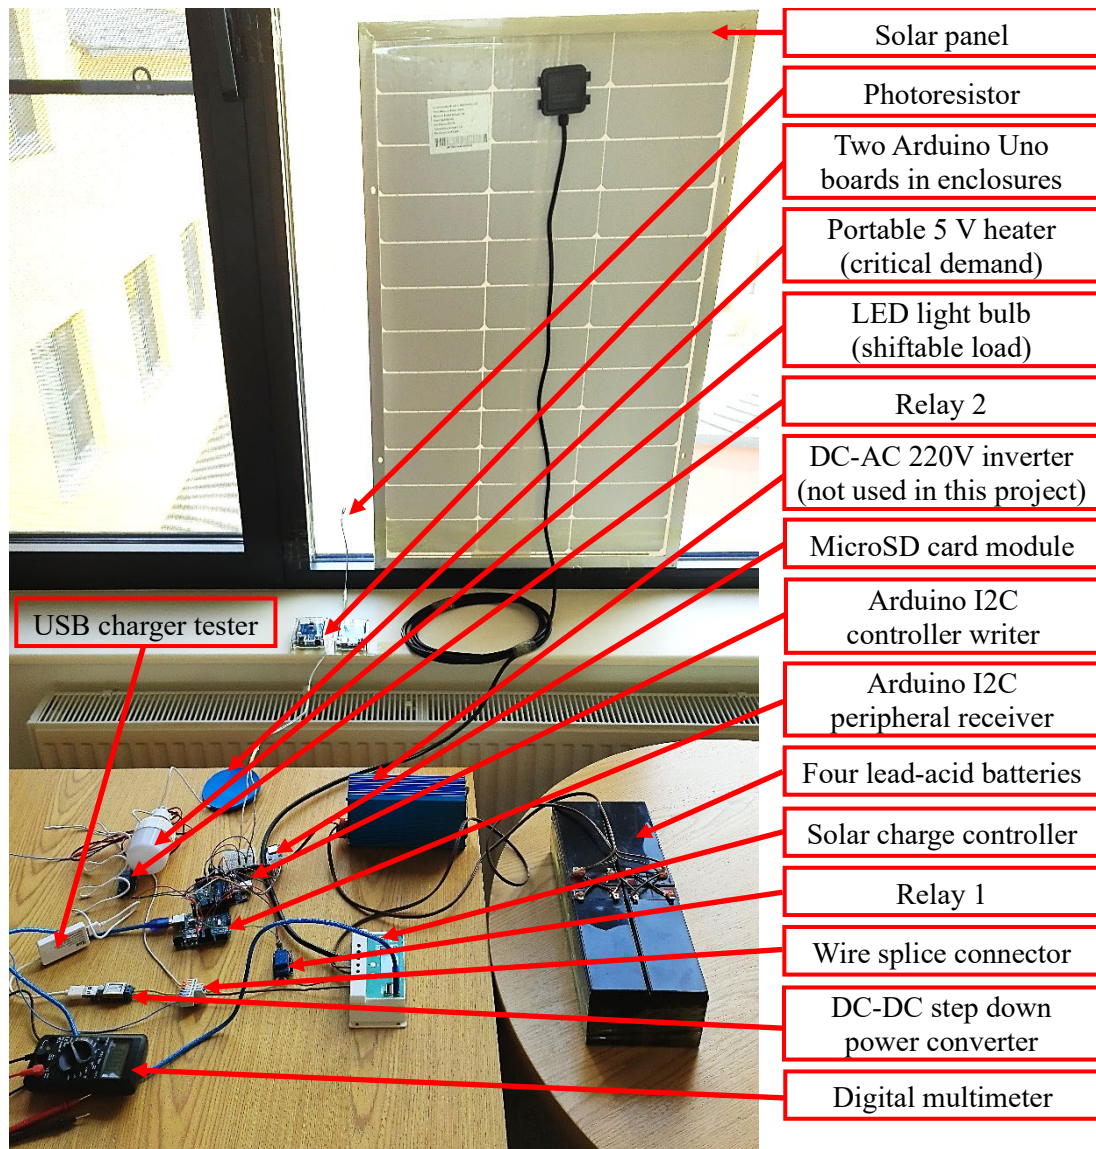 Solar panel
Photoresistor
Two Arduino Uno
boards in enclosures
Portable 5 V heater
(critical demand)
LED light bulb
(shiftable load)
Relay 2
DC-AC 220V inverter
(not used in this project)
MicroSD card module
Arduino I2C
controller writer
Arduino I2C
peripheral receiver
Four lead-acid batteries
Solar charge controller
Relay 1
Wire splice connector
DC-DC step down
power converter
Digital multimeter
USB charger tester